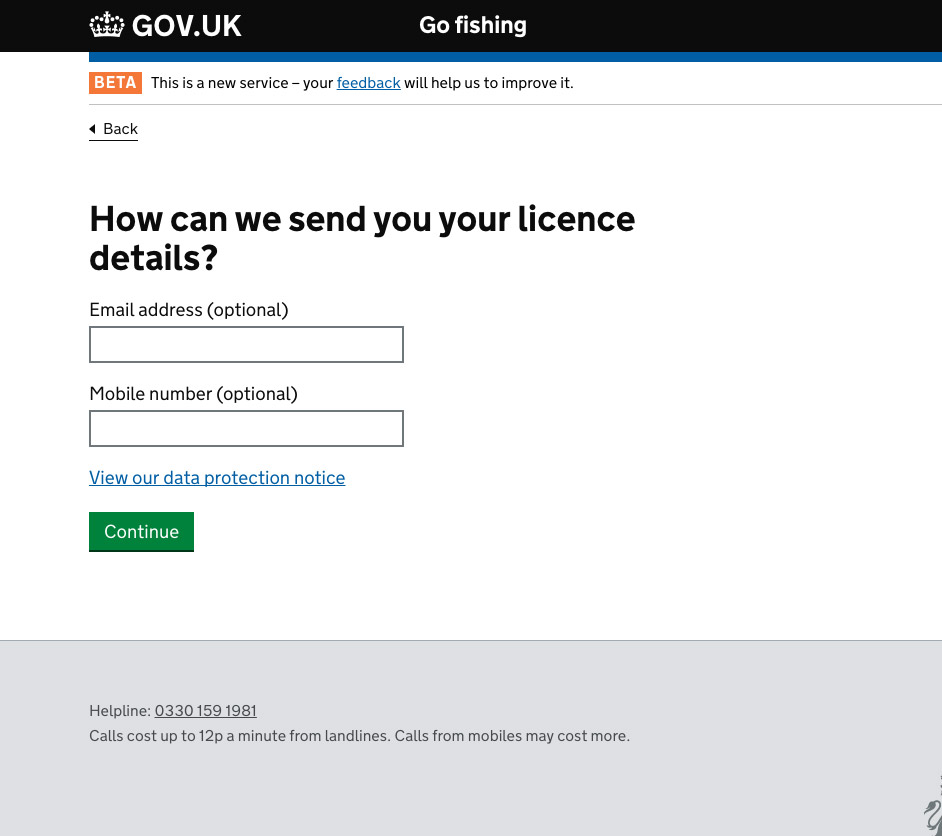 GOV.UK Go fishing
BETA This is a new service – your feedback will help us to improve it.
Back
How can we send you your licence
details?
Email address (optional)
Mobile number (optional)
View our data protection notice
Continue
Helpline: 0330 159 1981
Calls cost up to 12p a minute from landlines. Calls from mobiles may cost more.